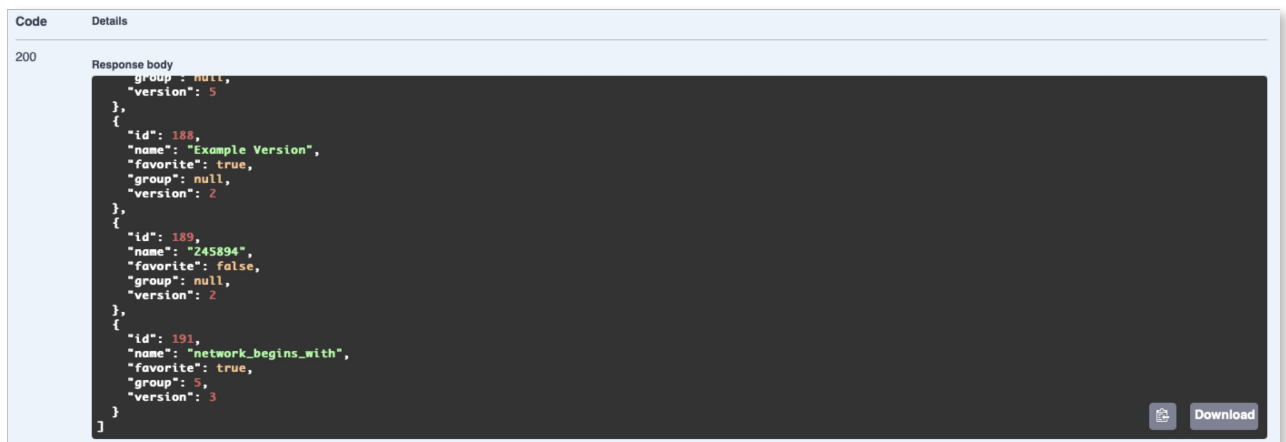 Code Details
200
Response body
"group": null,
"version": 5
},
{
"id": 188,
"name": "Example Version",
"favorite": true,
"group": null,
"version": 2
},
{
"id": 189,
"name": "245894",
"favorite": false,
"group": null,
"version": 2
},
{
"id": 191,
"name": "network_begins_with",
"favorite": true,
"group": 5,
"version": 3
}
]
Download